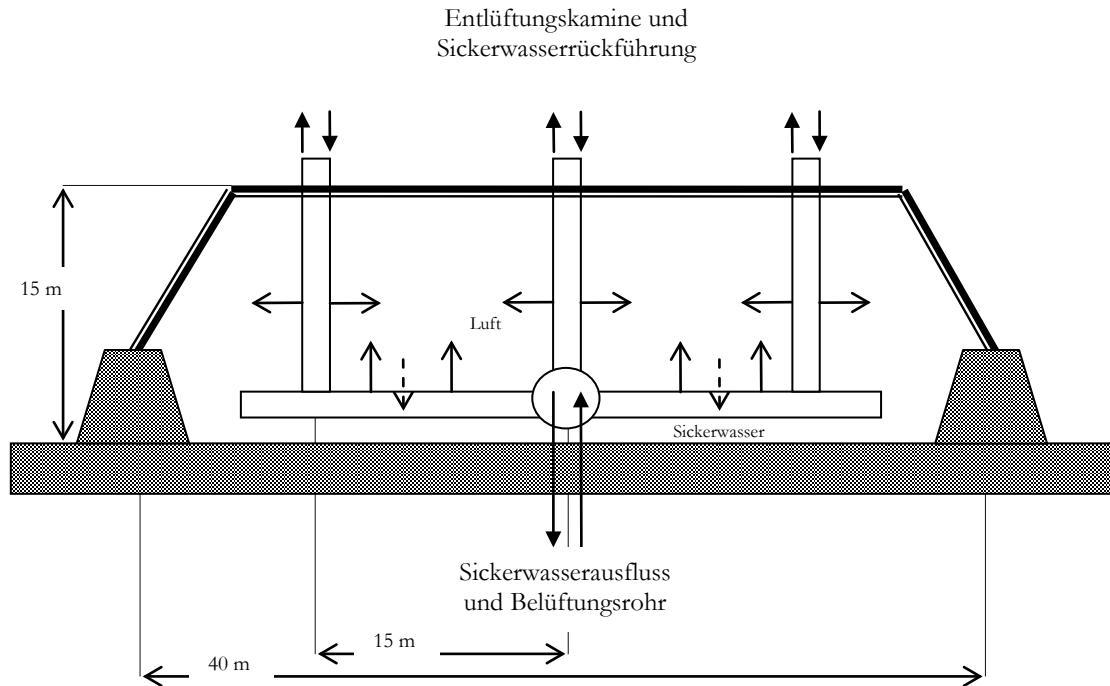 Entlüftungskamine und
Sickerwasserrückführung
15 m
Luft
Sickerwasser
Sickerwasserausfluss
und Belüftungsrohr
15 m
40 m